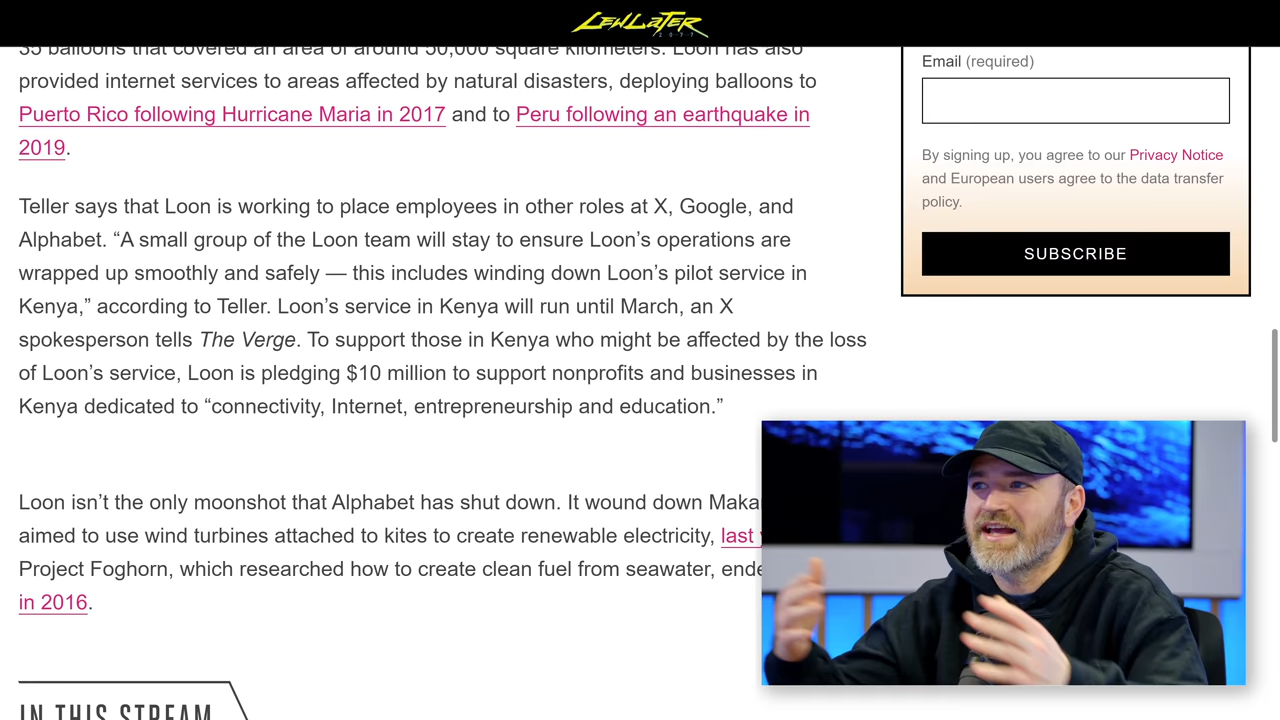 LEWLATER
2077
35 balloons that covered an area of around 50,000 square kilometers. Loon has also
provided internet services to areas affected by natural disasters, deploying balloons to
Puerto Rico following Hurricane Maria in 2017 and to Peru following an earthquake in
2019.
Teller says that Loon is working to place employees in other roles at X, Google, and
Alphabet. “A small group of the Loon team will stay to ensure Loon’s operations are
wrapped up smoothly and safely — this includes winding down Loon’s pilot service in
Kenya,” according to Teller. Loon’s service in Kenya will run until March, an X
spokesperson tells The Verge. To support those in Kenya who might be affected by the loss
of Loon’s service, Loon is pledging $10 million to support nonprofits and businesses in
Kenya dedicated to “connectivity, Internet, entrepreneurship and education.”
Loon isn’t the only moonshot that Alphabet has shut down. It wound down Maka
aimed to use wind turbines attached to kites to create renewable electricity, last
Project Foghorn, which researched how to create clean fuel from seawater, ende
in 2016.
IN THIS STREAM
Email (required)
By signing up, you agree to our Privacy Notice
and European users agree to the data transfer
policy.
SUBSCRIBE